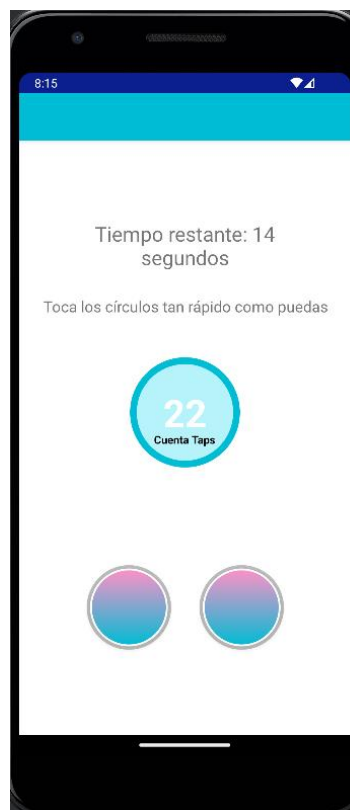 8:15
Tiempo restante: 14
segundos
Toca los círculos tan rápido como puedas
22
Cuenta Taps